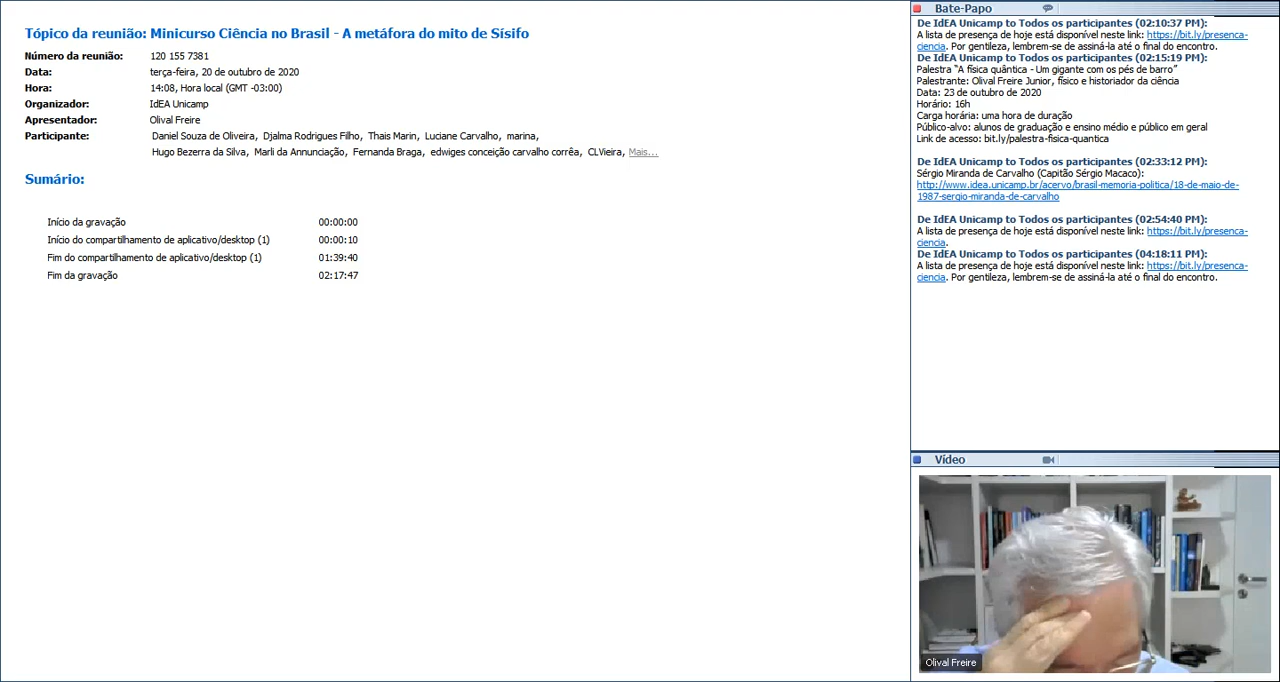 Tópico da reunião: Minicurso Ciência no Brasil - A metáfora do mito de Sísifo
Número da reunião: 120 155 7381
Data: terça-feira, 20 de outubro de 2020
Hora: 14:08, Hora local (GMT -03:00)
Organizador: IdEA Unicamp
Apresentador: Olival Freire
Participante: Daniel Souza de Oliveira, Djalma Rodrigues Filho, Thais Marin, Luciane Carvalho, marina,
Hugo Bezerra da Silva, Marli da Annunciação, Fernanda Braga, edwiges conceição carvalho corrêa, CLVieira, Mais...
Sumário:
Início da gravação 00:00:00
Início do compartilhamento de aplicativo/desktop (1) 00:00:10
Fim do compartilhamento de aplicativo/desktop (1) 01:39:40
Fim da gravação 02:17:47
Bate-Papo
De IdEA Unicamp to Todos os participantes (02:10:37 PM):
A lista de presença de hoje está disponível neste link: https://bit.ly/presenca-
ciencia. Por gentileza, lembrem-se de assiná-la até o final do encontro.
De IdEA Unicamp to Todos os participantes (02:15:19 PM):
Palestra “A física quântica - Um gigante com os pés de barro”
Palestrante: Olival Freire Junior, físico e historiador da ciência
Data: 23 de outubro de 2020
Horário: 16h
Carga horária: uma hora de duração
Público-alvo: alunos de graduação e ensino médio e público em geral
Link de acesso: bit.ly/palestra-fisica-quantica
De IdEA Unicamp to Todos os participantes (02:33:12 PM):
Sérgio Miranda de Carvalho (Capitão Sérgio Macaco):
http://www.idea.unicamp.br/acervo/brasil-memoria-politica/18-de-maio-de-
1987-sergio-miranda-de-carvalho
De IdEA Unicamp to Todos os participantes (02:54:40 PM):
A lista de presença de hoje está disponível neste link: https://bit.ly/presenca-
ciencia.
De IdEA Unicamp to Todos os participantes (04:18:11 PM):
A lista de presença de hoje está disponível neste link: https://bit.ly/presenca-
ciencia. Por gentileza, lembrem-se de assiná-la até o final do encontro.
Vídeo
Olival Freire